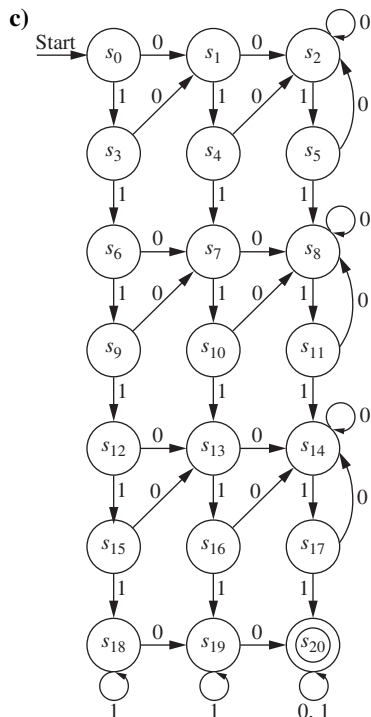 c)
0
Start s0 0 s1 0 s2
1 0 1 0 1 0
s3 s4 s5
1 1 1 0
s6 0 s7 0 s8
1 0 1 0 1 0
s9 s10 s11
1 1 1 0
s12 0 s13 0 s14
1 0 1 0 1 0
s15 s16 s17
1 1 1
s18 0 s19 0 s20
1 1 0, 1